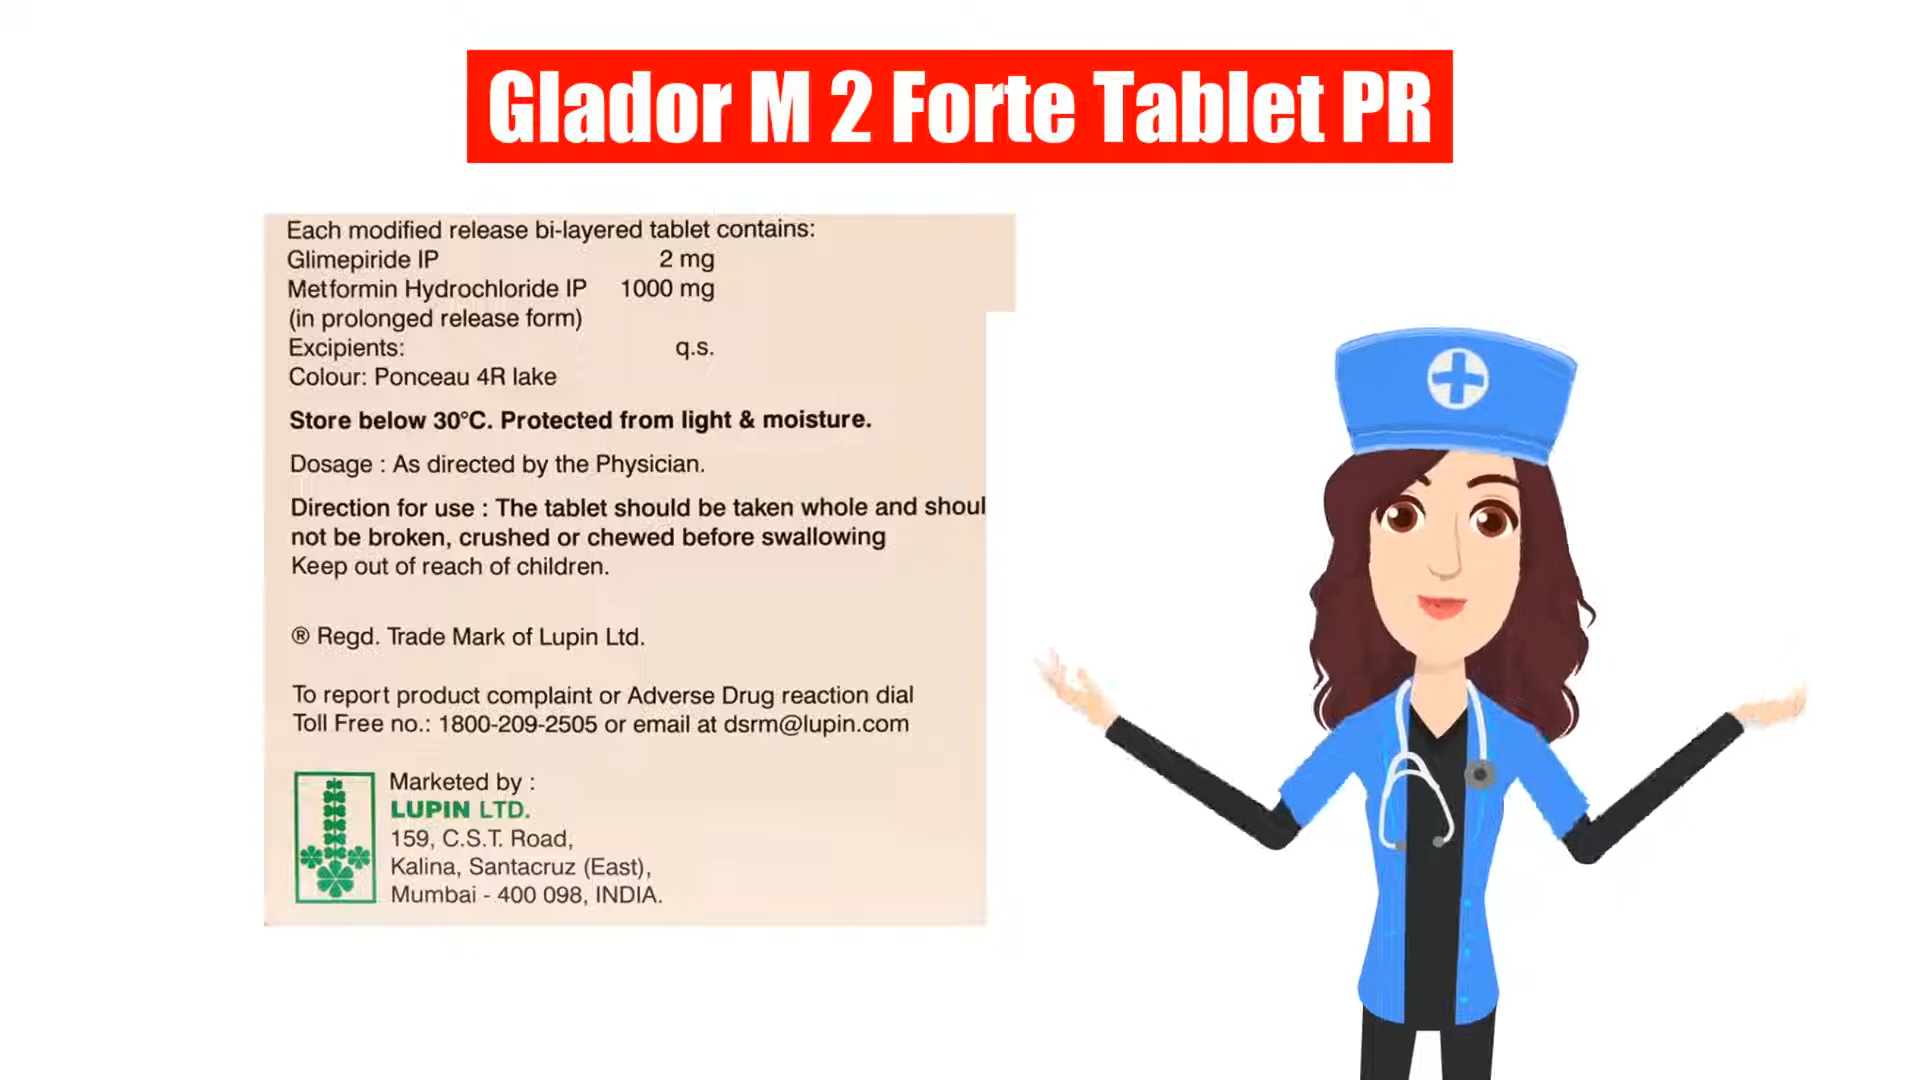 Glador M 2 Forte Tablet PR
Each modified release bi-layered tablet contains:
Glimepiride IP 2 mg
Metformin Hydrochloride IP 1000 mg
(in prolonged release form)
Excipients: q.s.
Colour: Ponceau 4R lake
Store below 30°C. Protected from light & moisture.
Dosage : As directed by the Physician.
Direction for use : The tablet should be taken whole and shoul
not be broken, crushed or chewed before swallowing
Keep out of reach of children.
® Regd. Trade Mark of Lupin Ltd.
To report product complaint or Adverse Drug reaction dial
Toll Free no.: 1800-209-2505 or email at dsrm@lupin.com
Marketed by :
LUPIN LTD.
159, C.S.T. Road,
Kalina, Santacruz (East),
Mumbai - 400 098, INDIA.